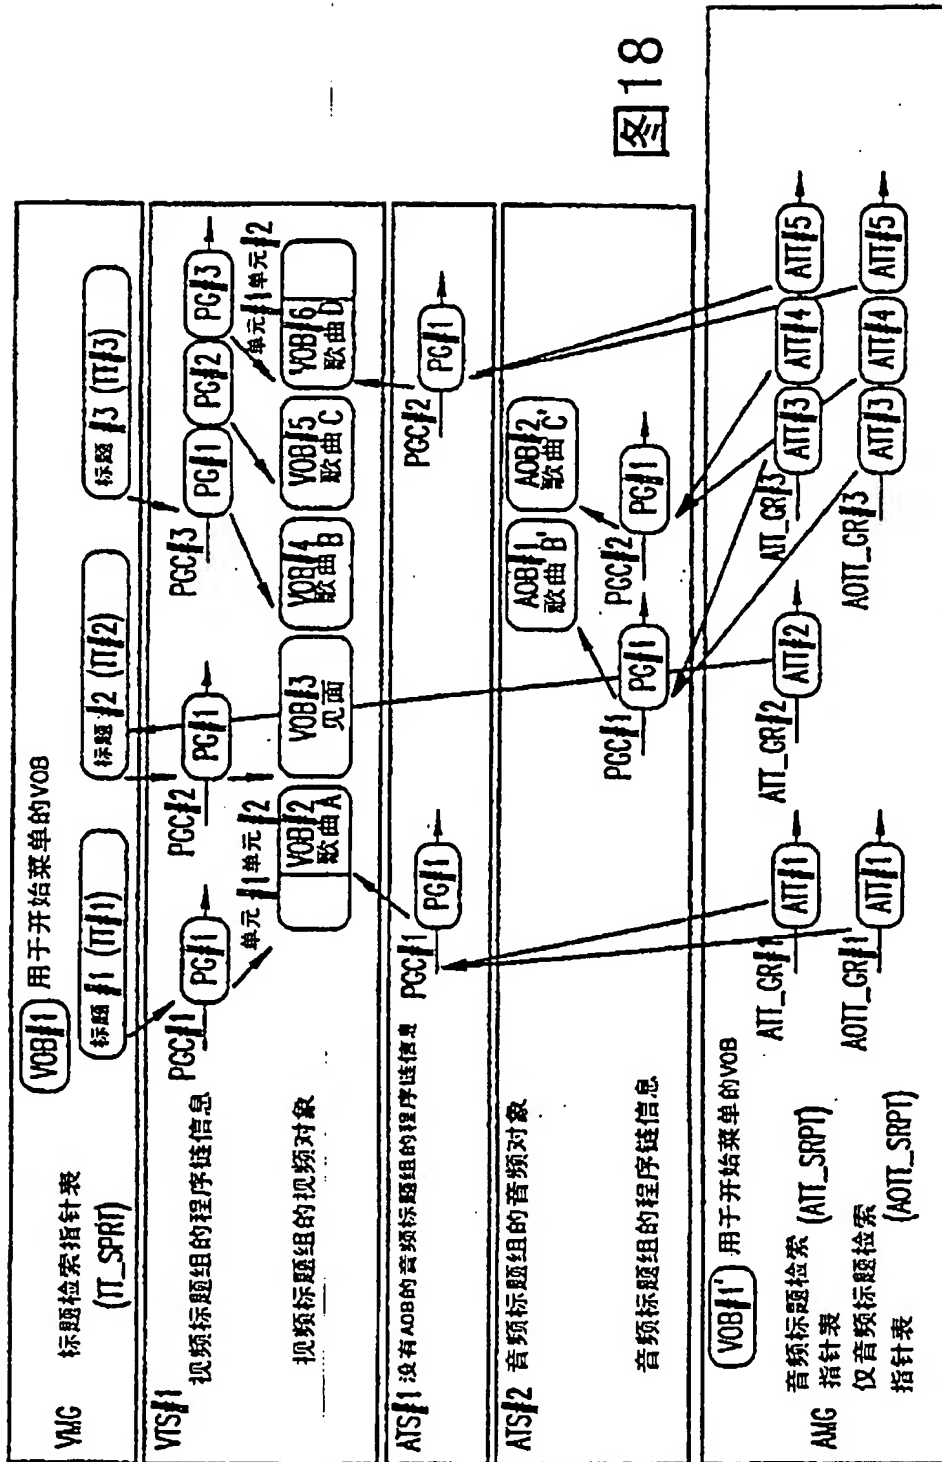 VMG
标题检索指针表
(TT_SPRT)
VOB#1 用于开始菜单的VOB
标题 #1 (TT#1)
标题 #2 (TT#2)
标题 #3 (TT#3)
VTS#1
视频标题组的程序链信息
PGC#1
PG#1
PGC#2
PG#1
PGC#3
PG#1
PG#2
PG#3
视频标题组的视频对象
单元 #1 单元 #2
VOB#2
歌曲A
VOB#3
见面
VOB#4
歌曲B
VOB#5
歌曲C
单元 #1 单元 #2
VOB#6
歌曲D
ATS#1 没有AOB的音频标题组的程序链信息
PGC#1
PG#1
PGC#2
PG#1
ATS#2 音频标题组的音频对象
AOB#1
歌曲B'
AOB#2
歌曲C'
音频标题组的程序链信息
PGC#1
PG#1
PGC#2
PG#1
VOB#1' 用于开始菜单的VOB
AMG
音频标题检索
指针表
(ATT_SRPT)
ATT_GR#1
ATT#1
ATT_GR#2
ATT#2
ATT_GR#3
ATT#3
ATT#4
ATT#5
仅音频标题检索
指针表
(AOTT_SRPT)
AOTT_GR#1
ATT#1
AOTT_GR#3
ATT#3
ATT#4
ATT#5
图18